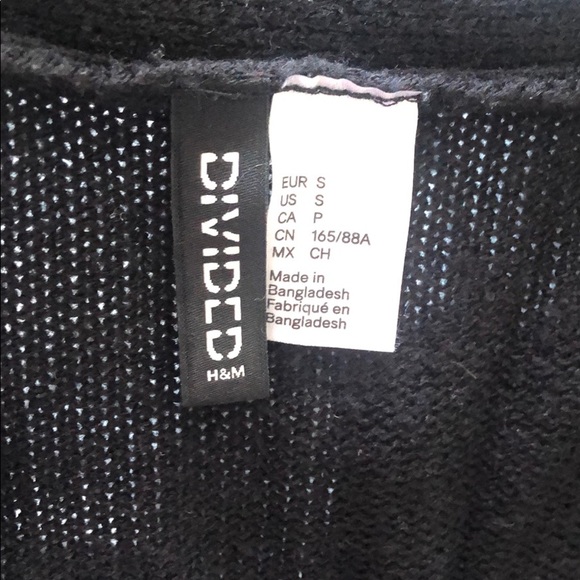 DIVIDED
H&M
EUR S
US S
CA P
CN 165/88A
MX CH
Made in
Bangladesh
Fabriqué en
Bangladesh